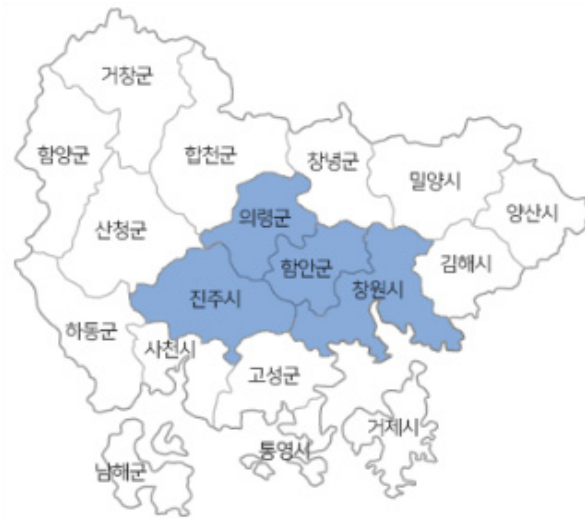 거창군
함양군
합천군
창녕군
밀양시
양산시
산청군
의령군
함안군
김해시
진주시
창원시
하동군
사천시
고성군
거제시
통영시
남해군